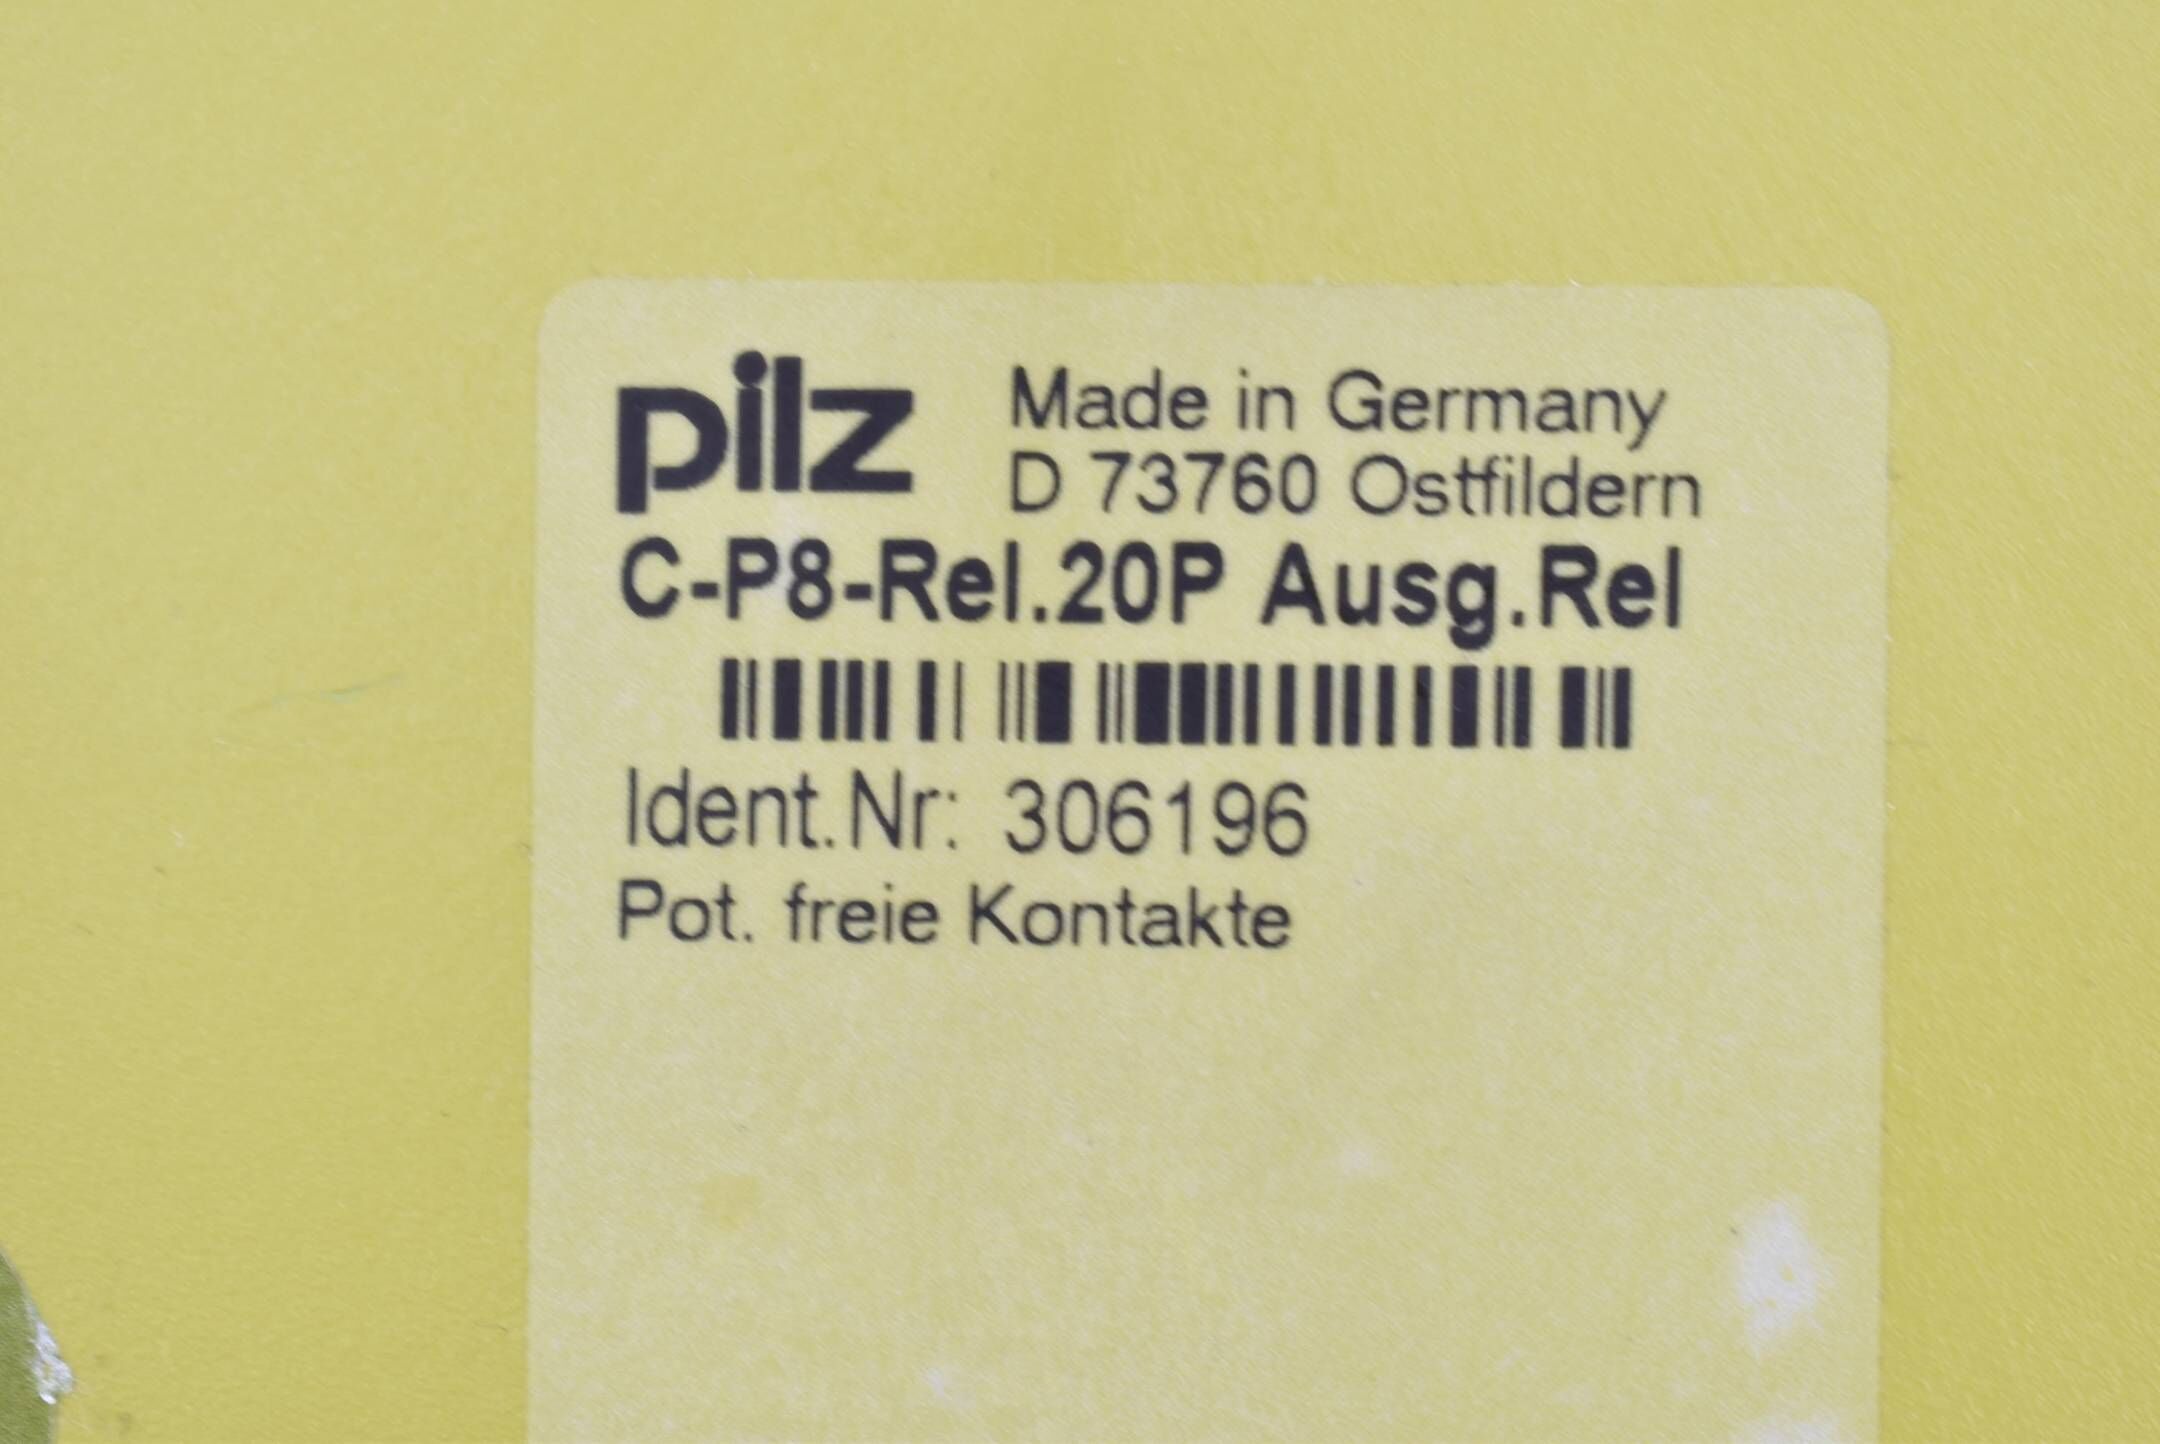 pilz
Made in Germany
D 73760 Ostfildern
C-P8-Rel.20P Ausg.Rel
Ident.Nr: 306196
Pot. freie Kontakte